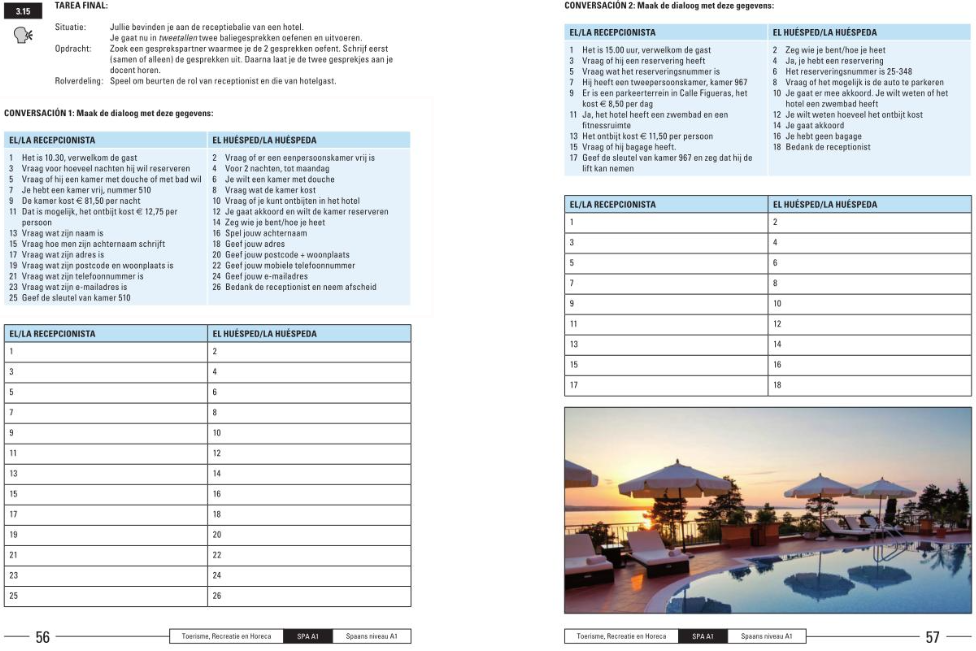 3.15
TAREA FINAL:
Situatie: Jullie bevinden je aan de receptiebalie van een hotel.
Je gaat nu in tweetallen twee baliegesprekken oefenen en uitvoeren.
Opdracht: Zoek een gesprekspartner waarmee je de 2 gesprekken oefent. Schrijf eerst
(samen of alleen) de gesprekken uit. Daarna laat je de twee gesprekjes aan je
docent horen.
Rolverdeling: Speel om beurten de rol van receptionist en die van hotelgast.
CONVERSACIÓN 1: Maak de dialoog met deze gegevens:
EL/LA RECEPCIONISTA
1 Het is 10.30, verwelkom de gast
3 Vraag voor hoeveel nachten hij wil reserveren
5 Vraag of hij een kamer met douche of met bad wil
7 Je hebt een kamer vrij, nummer 510
9 De kamer kost € 81,50 per nacht
11 Dat is mogelijk, het ontbijt kost € 12,75 per
persoon
13 Vraag wat zijn naam is
15 Vraag hoe men zijn achternaam schrijft
17 Vraag wat zijn adres is
19 Vraag wat zijn postcode en woonplaats is
21 Vraag wat zijn telefoonnummer is
23 Vraag wat zijn e-mailadres is
25 Geef de sleutel van kamer 510
EL HUÉSPED/LA HUÉSPEDA
2 Vraag of er een eenpersoonskamer vrij is
4 Voor 2 nachten, tot maandag
6 Je wilt een kamer met douche
8 Vraag wat de kamer kost
10 Vraag of je kunt ontbijten in het hotel
12 Je gaat akkoord en wilt de kamer reserveren
14 Zeg wie je bent/hoe je heet
16 Spel jouw achternaam
18 Geef jouw adres
20 Geef jouw postcode + woonplaats
22 Geef jouw mobiele telefoonnummer
24 Geef jouw e-mailadres
26 Bedank de receptionist en neem afscheid
EL/LA RECEPCIONISTA EL HUÉSPED/LA HUÉSPEDA
1 2
3 4
5 6
7 8
9 10
11 12
13 14
15 16
17 18
19 20
21 22
23 24
25 26
56 Toerisme, Recreatie en Horeca SPA A1 Spaans niveau A1
CONVERSACIÓN 2: Maak de dialoog met deze gegevens:
EL/LA RECEPCIONISTA
1 Het is 15.00 uur, verwelkom de gast
3 Vraag of hij een reservering heeft
5 Vraag wat het reserveringsnummer is
7 Hij heeft een tweepersoonskamer, kamer 967
9 Er is een parkeerterrein in Calle Figueras, het
kost € 8,50 per dag
11 Ja, het hotel heeft een zwembad en een
fitnessruimte
13 Het ontbijt kost € 11,50 per persoon
15 Vraag of hij bagage heeft.
17 Geef de sleutel van kamer 967 en zeg dat hij de
lift kan nemen
EL HUÉSPED/LA HUÉSPEDA
2 Zeg wie je bent/hoe je heet
4 Ja, je hebt een reservering
6 Het reserveringsnummer is 25-348
8 Vraag of het mogelijk is de auto te parkeren
10 Je gaat er mee akkoord. Je wilt weten of het
hotel een zwembad heeft
12 Je wilt weten hoeveel het ontbijt kost
14 Je gaat akkoord
16 Je hebt geen bagage
18 Bedank de receptionist
EL/LA RECEPCIONISTA EL HUÉSPED/LA HUÉSPEDA
1 2
3 4
5 6
7 8
9 10
11 12
13 14
15 16
17 18
Toerisme, Recreatie en Horeca SPA A1 Spaans niveau A1 57